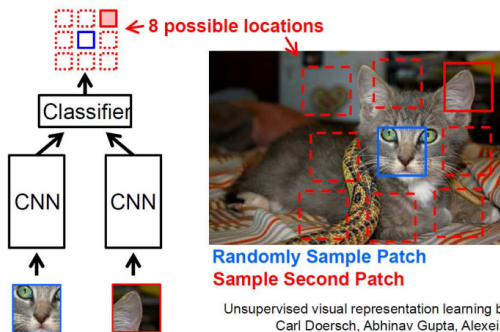 8 possible locations
Classifier
CNN
CNN
Randomly Sample Patch
Sample Second Patch
Unsupervised visual representation learning
Carl Doersch, Abhinav Gupta,